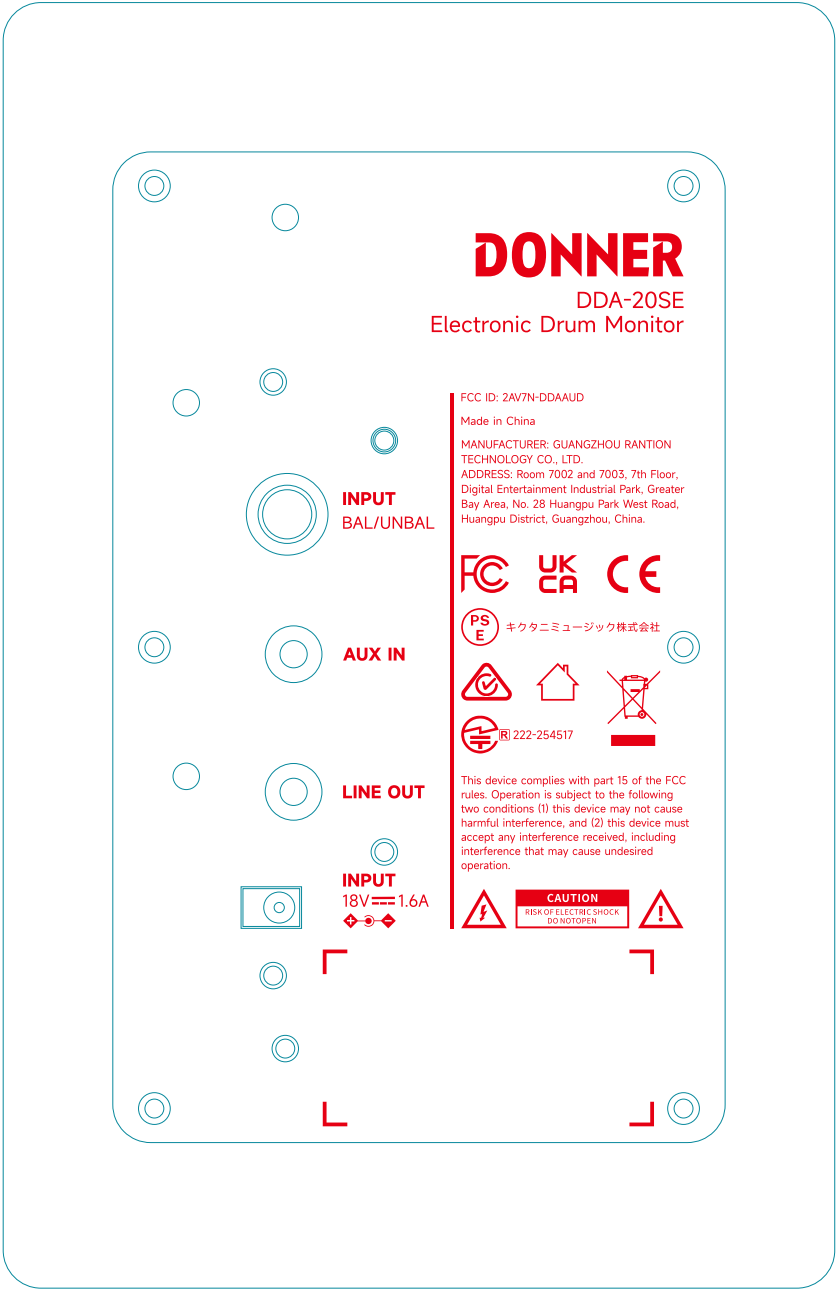 DONNER
DDA-20SE
Electronic Drum Monitor
FCC ID: 2AV7N-DDAAUD
Made in China
MANUFACTURER: GUANGZHOU RANTION
TECHNOLOGY CO., LTD.
ADDRESS: Room 7002 and 7003, 7th Floor,
Digital Entertainment Industrial Park, Greater
Bay Area, No. 28 Huangpu Park West Road,
Huangpu District, Guangzhou, China.
INPUT
BAL/UNBAL
AUX IN
LINE OUT
INPUT
18V⎓1.6A
FC UK CA CE
PS E キクタニミュージック株式会社
R 222-254517
This device complies with part 15 of the FCC
rules. Operation is subject to the following
two conditions (1) this device may not cause
harmful interference, and (2) this device must
accept any interference received, including
interference that may cause undesired
operation.
CAUTION
RISK OF ELECTRIC SHOCK
DO NOTOPEN